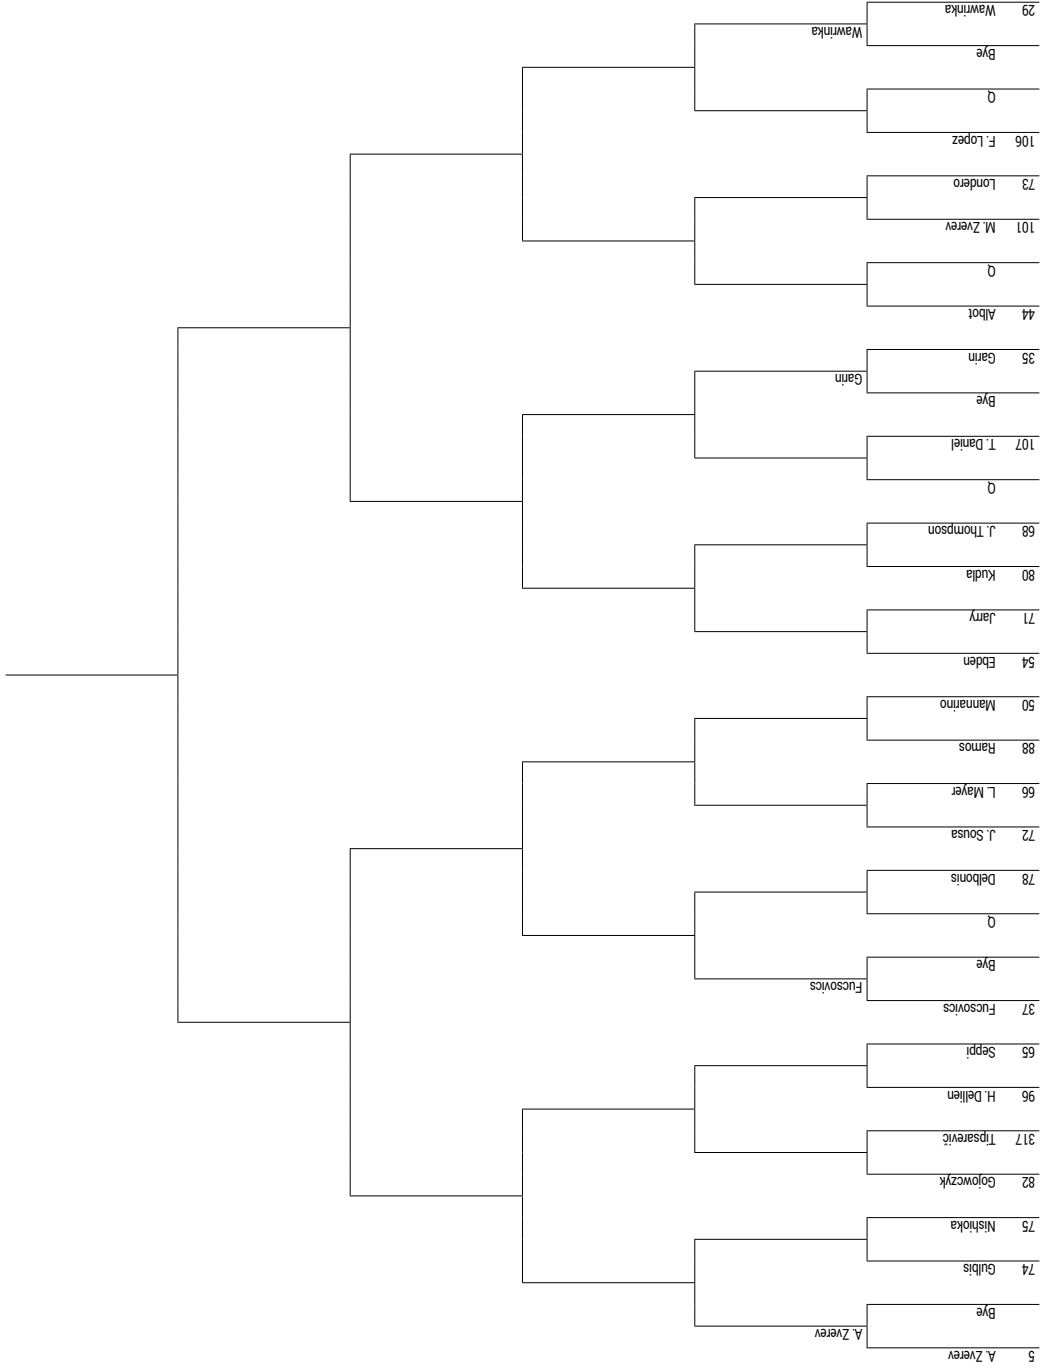 5 A. Zverev
A. Zverev
Bye
74 Gulbis
75 Nishioka
82 Gojowczyk
317 Tipsarevič
96 H. Dellien
65 Seppi
37 Fucsovics
Fucsovics
Bye
Q
78 Delbonis
72 J. Sousa
66 L. Mayer
88 Ramos
50 Mannarino
54 Ebden
71 Jarry
80 Kudla
68 J. Thompson
Q
107 T. Daniel
Bye
Garin
35 Garin
44 Albot
Q
101 M. Zverev
73 Londero
106 F. Lopez
Q
Bye
Wawrinka
29 Wawrinka